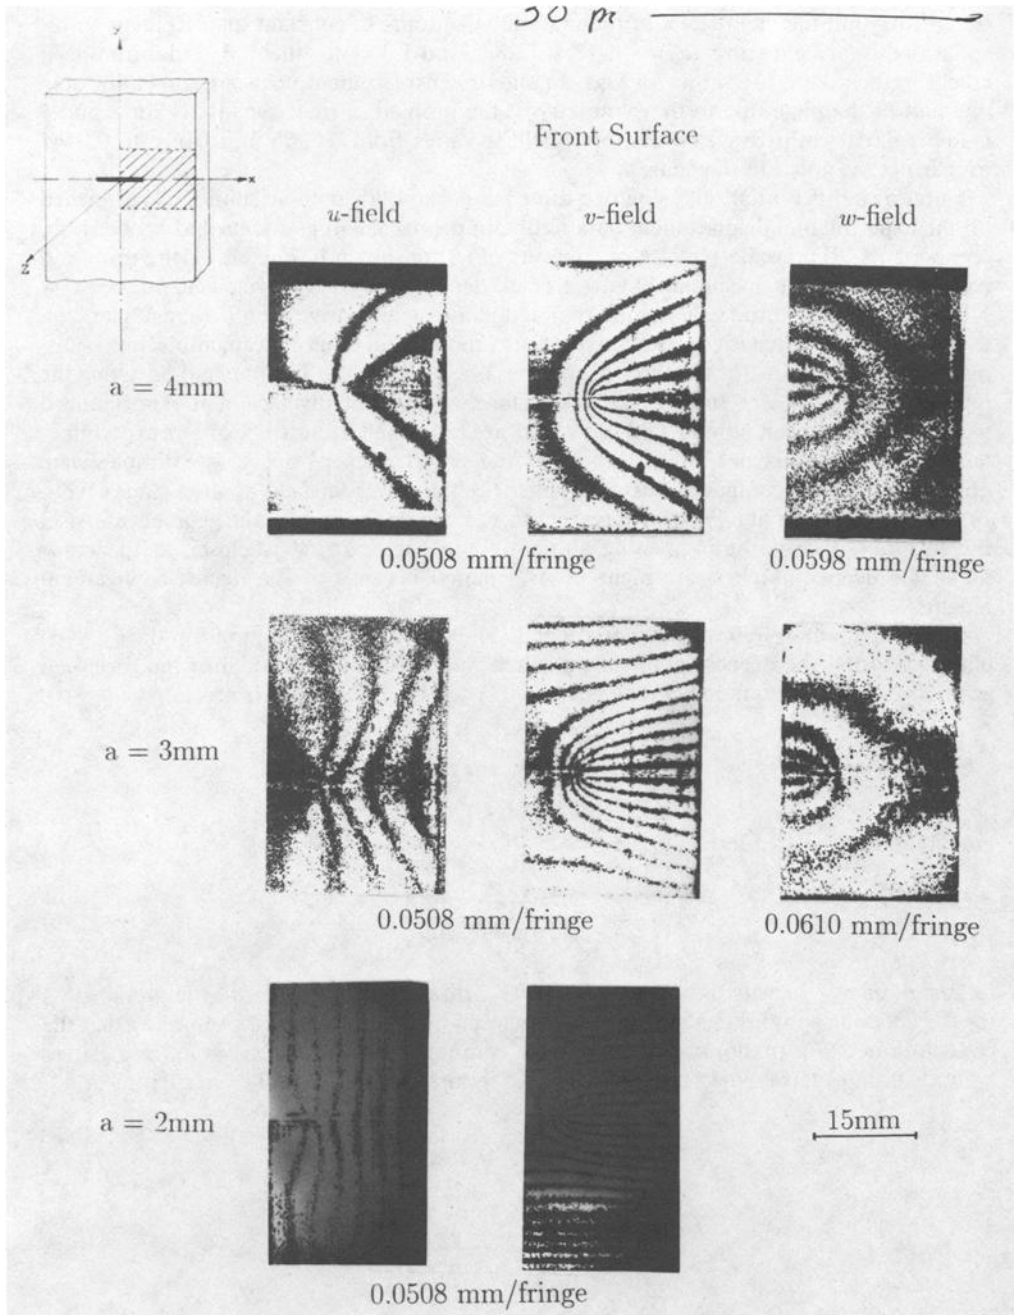 Front Surface
u-field v-field w-field
Y
x
Z
a = 4mm
0.0508 mm/fringe 0.0598 mm/fringe
a = 3mm
0.0508 mm/fringe 0.0610 mm/fringe
a = 2mm
15mm
0.0508 mm/fringe